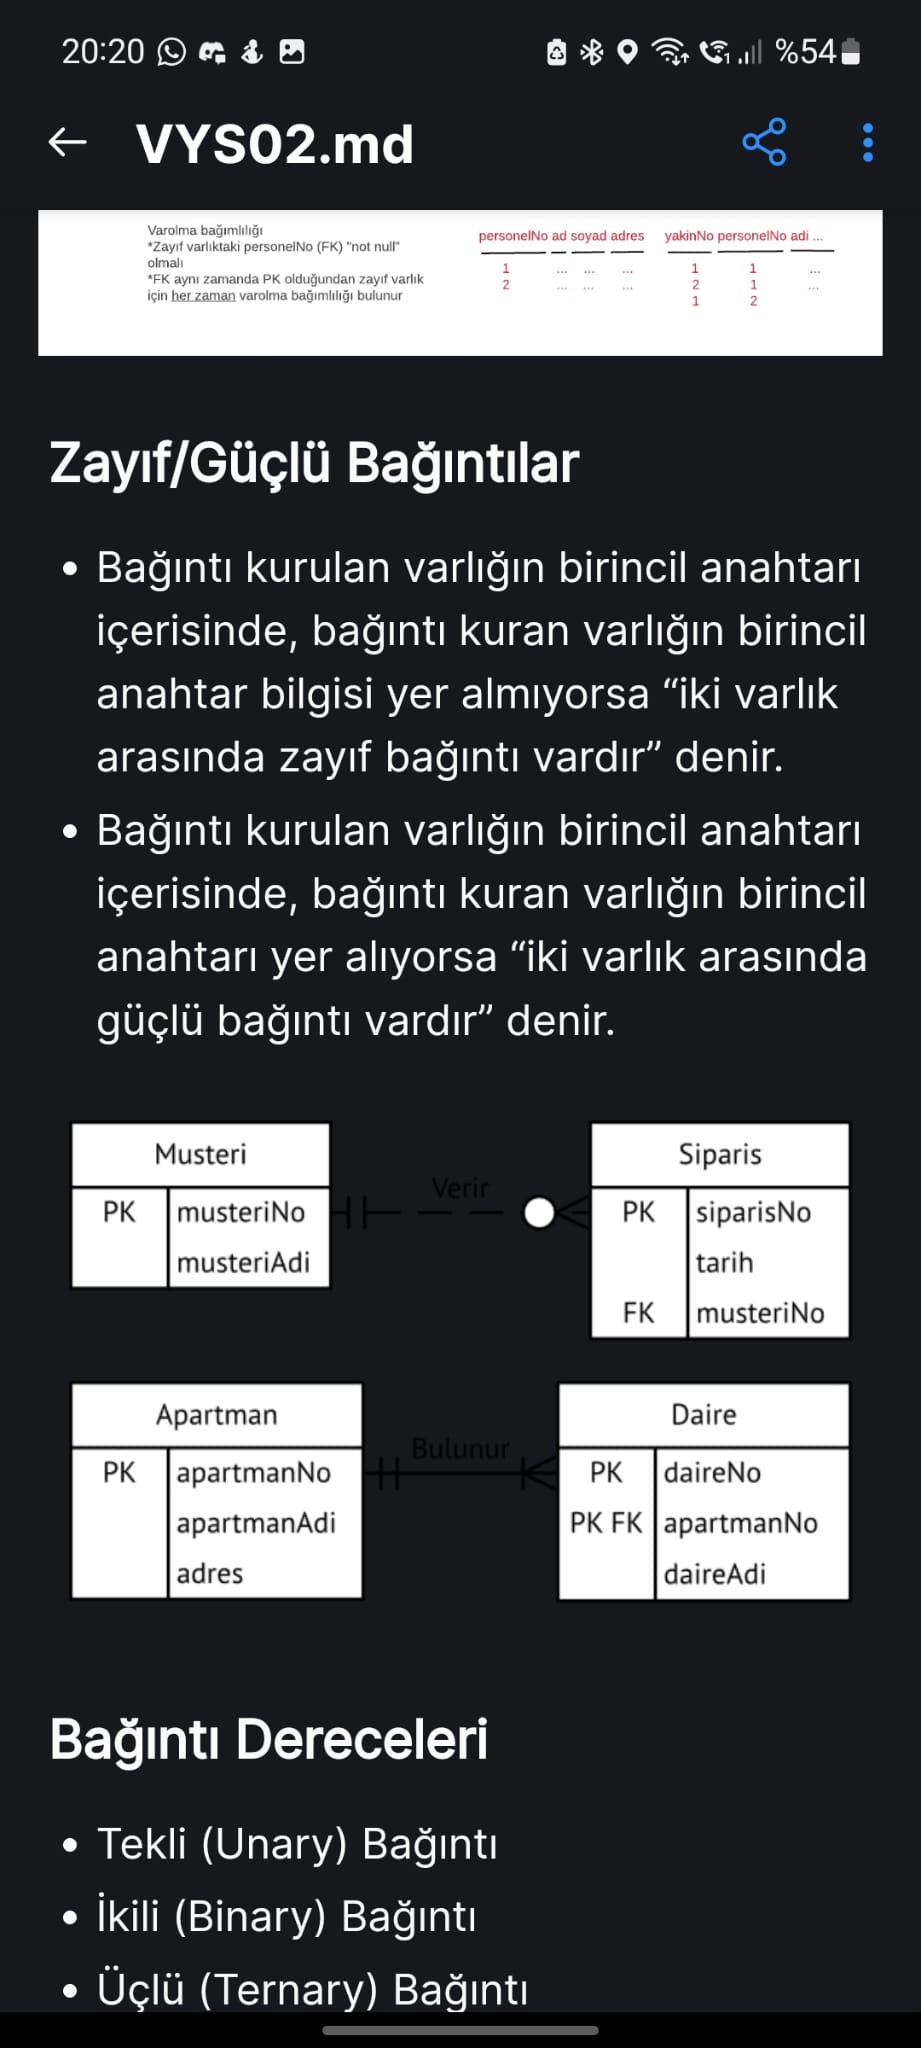 20:20 %54
VYS02.md
Varolma bağımlılığı
*Zayıf varlıktaki personelNo (FK) "not null"
olmalı
*FK aynı zamanda PK olduğundan zayıf varlık
için her zaman varolma bağımlılığı bulunur
personelNo ad soyad adres yakinNo personelNo adi ...
1 ... ... ... 1 1 ...
2 ... ... ... 2 1 ...
1 2
Zayıf/Güçlü Bağıntılar
• Bağıntı kurulan varlığın birincil anahtarı
içerisinde, bağıntı kuran varlığın birincil
anahtar bilgisi yer almıyorsa “iki varlık
arasında zayıf bağıntı vardır” denir.
• Bağıntı kurulan varlığın birincil anahtarı
içerisinde, bağıntı kuran varlığın birincil
anahtarı yer alıyorsa “iki varlık arasında
güçlü bağıntı vardır” denir.
Musteri
PK musteriNo
musteriAdi
Verir
Siparis
PK siparisNo
tarih
FK musteriNo
Apartman
PK apartmanNo
apartmanAdi
adres
Bulunur
Daire
PK daireNo
PK FK apartmanNo
daireAdi
Bağıntı Dereceleri
• Tekli (Unary) Bağıntı
• İkili (Binary) Bağıntı
• Üçlü (Ternary) Bağıntı